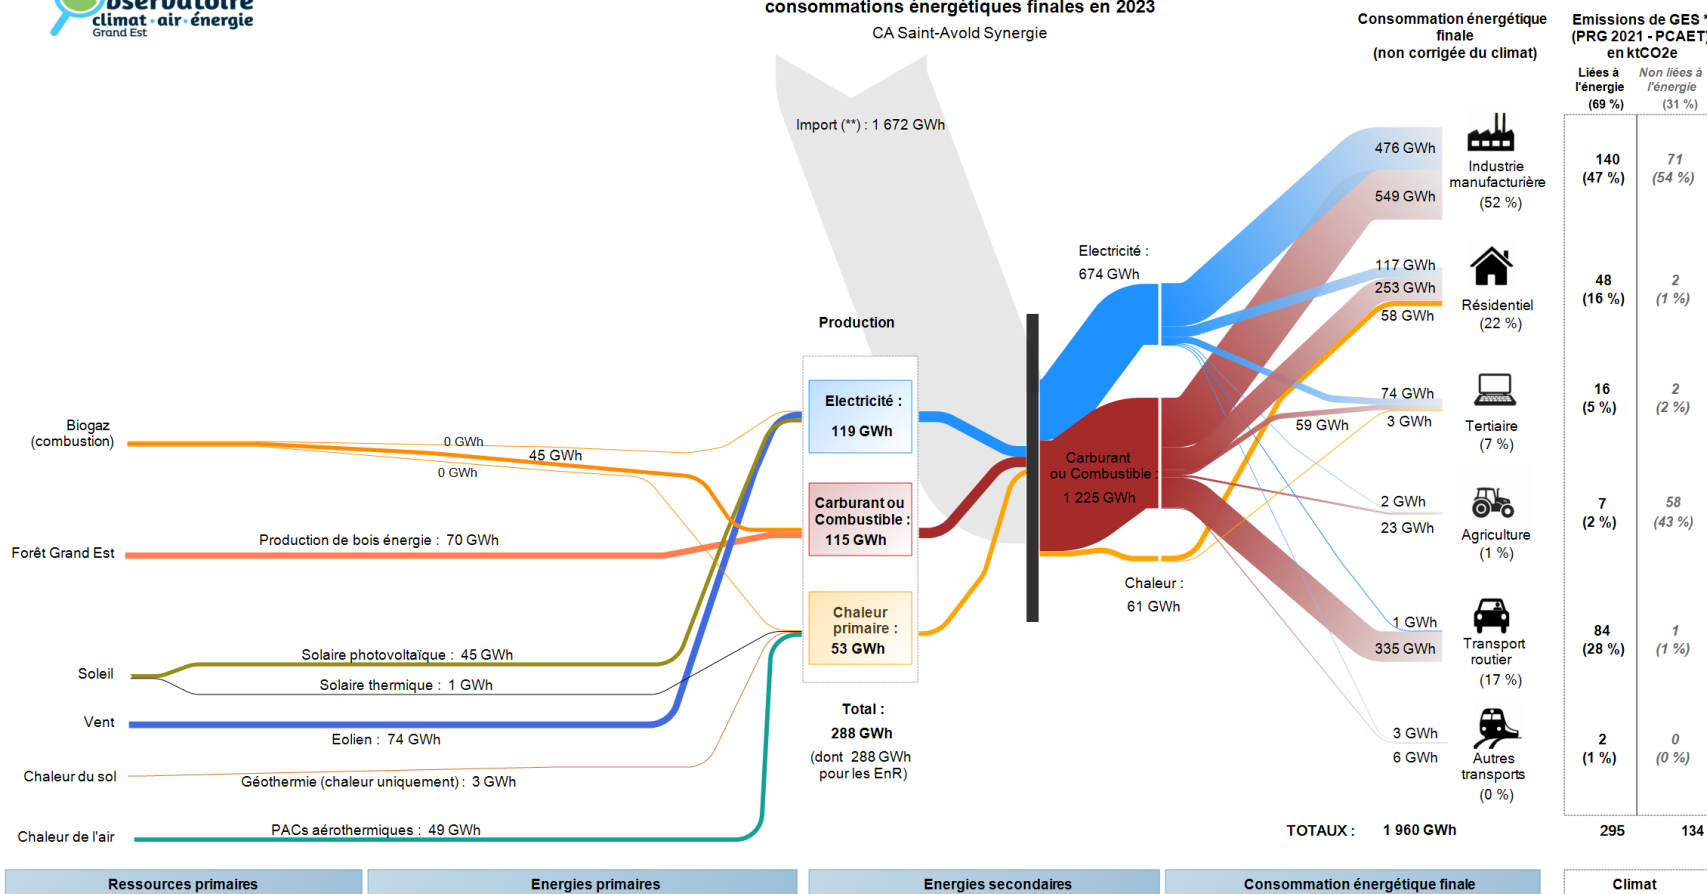 bservatoire
climat · air · énergie
Grand Est
consommations énergétiques finales en 2023
CA Saint-Avold Synergie
Consommation énergétique
finale
(non corrigée du climat)
Emissions de GES *
(PRG 2021 - PCAET)
en ktCO2e
Liées à
l'énergie
(69 %)
Non liées à
l'énergie
(31 %)
Import (**) : 1 672 GWh
476 GWh
549 GWh
Industrie
manufacturière
(52 %)
140
(47 %)
71
(54 %)
Electricité :
674 GWh
117 GWh
253 GWh
58 GWh
Résidentiel
(22 %)
48
(16 %)
2
(1 %)
Production
Electricité :
119 GWh
74 GWh
59 GWh
3 GWh
Tertiaire
(7 %)
16
(5 %)
2
(2 %)
Biogaz
(combustion)
0 GWh
45 GWh
0 GWh
Carburant
ou Combustible :
1 225 GWh
Carburant ou
Combustible :
115 GWh
2 GWh
23 GWh
Agriculture
(1 %)
7
(2 %)
58
(43 %)
Forêt Grand Est
Production de bois énergie : 70 GWh
Chaleur :
61 GWh
Chaleur
primaire :
53 GWh
1 GWh
335 GWh
Transport
routier
(17 %)
84
(28 %)
1
(1 %)
Soleil
Solaire photovoltaïque : 45 GWh
Solaire thermique : 1 GWh
Vent
Eolien : 74 GWh
Total :
288 GWh
(dont 288 GWh
pour les EnR)
3 GWh
6 GWh
Autres
transports
(0 %)
2
(1 %)
0
(0 %)
Chaleur du sol
Géothermie (chaleur uniquement) : 3 GWh
Chaleur de l'air
PACs aérothermiques : 49 GWh
TOTAUX : 1 960 GWh
295
134
Ressources primaires
Energies primaires
Energies secondaires
Consommation énergétique finale
Climat